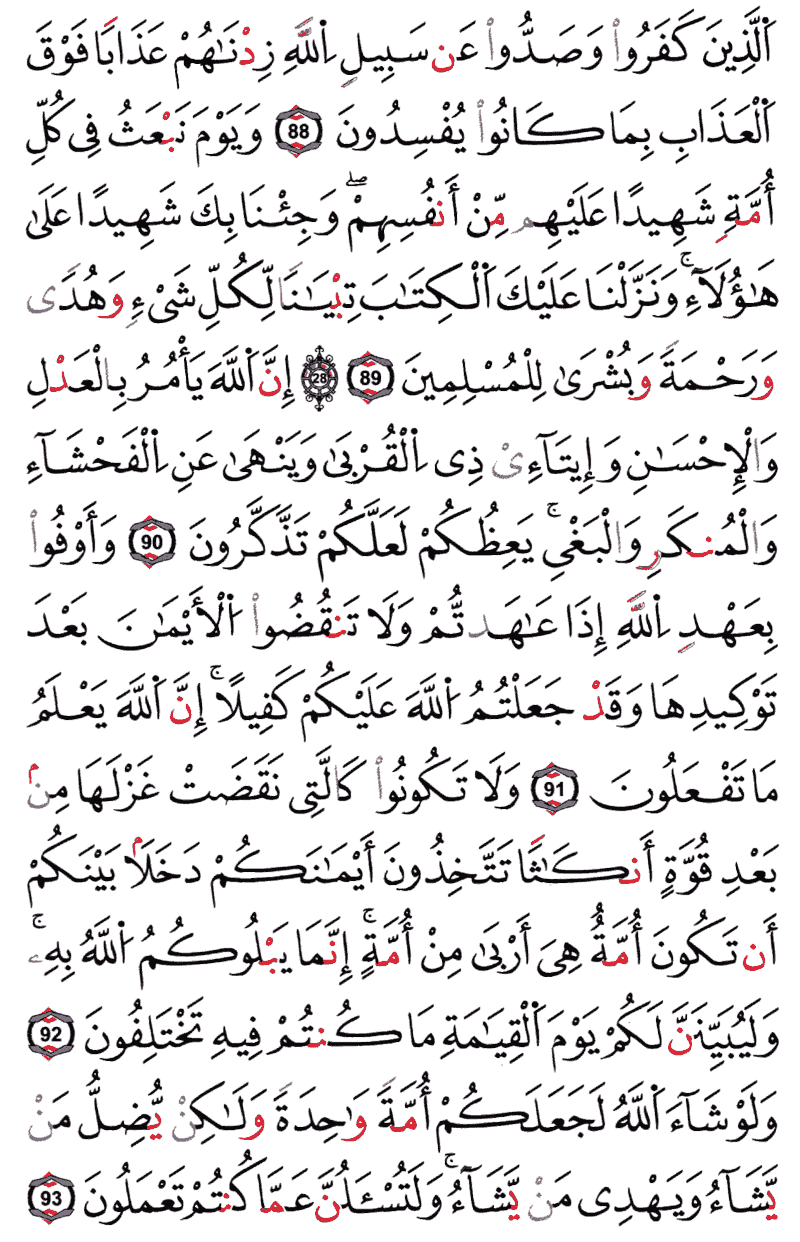 ٱلَّذِينَ كَفَرُوا۟ وَصَدُّوا۟ عَن سَبِيلِ ٱللَّهِ زِدْنَـٰهُمْ عَذَابًا فَوْقَ
ٱلْعَذَابِ بِمَا كَانُوا۟ يُفْسِدُونَ 88 وَيَوْمَ نَبْعَثُ فِى كُلِّ
أُمَّةٍ شَهِيدًا عَلَيْهِم مِّنْ أَنفُسِهِمْ ۖ وَجِئْنَا بِكَ شَهِيدًا عَلَىٰ
هَـٰٓؤُلَآءِ ۚ وَنَزَّلْنَا عَلَيْكَ ٱلْكِتَـٰبَ تِبْيَـٰنًا لِّكُلِّ شَىْءٍ وَهُدًى
وَرَحْمَةً وَبُشْرَىٰ لِلْمُسْلِمِينَ 89 28 إِنَّ ٱللَّهَ يَأْمُرُ بِٱلْعَدْلِ
وَٱلْإِحْسَـٰنِ وَإِيتَآئِ ذِى ٱلْقُرْبَىٰ وَيَنْهَىٰ عَنِ ٱلْفَحْشَآءِ
وَٱلْمُنكَرِ وَٱلْبَغْىِ ۚ يَعِظُكُمْ لَعَلَّكُمْ تَذَكَّرُونَ 90 وَأَوْفُوا۟
بِعَهْدِ ٱللَّهِ إِذَا عَـٰهَدتُّمْ وَلَا تَنقُضُوا۟ ٱلْأَيْمَـٰنَ بَعْدَ
تَوْكِيدِهَا وَقَدْ جَعَلْتُمُ ٱللَّهَ عَلَيْكُمْ كَفِيلًا ۚ إِنَّ ٱللَّهَ يَعْلَمُ
مَا تَفْعَلُونَ 91 وَلَا تَكُونُوا۟ كَٱلَّتِى نَقَضَتْ غَزْلَهَا مِنۢ
بَعْدِ قُوَّةٍ أَنكَـٰثًا تَتَّخِذُونَ أَيْمَـٰنَكُمْ دَخَلًۢا بَيْنَكُمْ
أَن تَكُونَ أُمَّةٌ هِىَ أَرْبَىٰ مِنْ أُمَّةٍ ۚ إِنَّمَا يَبْلُوكُمُ ٱللَّهُ بِهِۦ ۚ
وَلَيُبَيِّنَنَّ لَكُمْ يَوْمَ ٱلْقِيَـٰمَةِ مَا كُنتُمْ فِيهِ تَخْتَلِفُونَ 92
وَلَوْ شَآءَ ٱللَّهُ لَجَعَلَكُمْ أُمَّةً وَٰحِدَةً وَلَـٰكِنْ يُّضِلُّ مَنْ
يَّشَآءُ وَيَهْدِى مَنْ يَّشَآءُ ۚ وَلَتُسْـَٔلُنَّ عَمَّا كُنتُمْ تَعْمَلُونَ 93